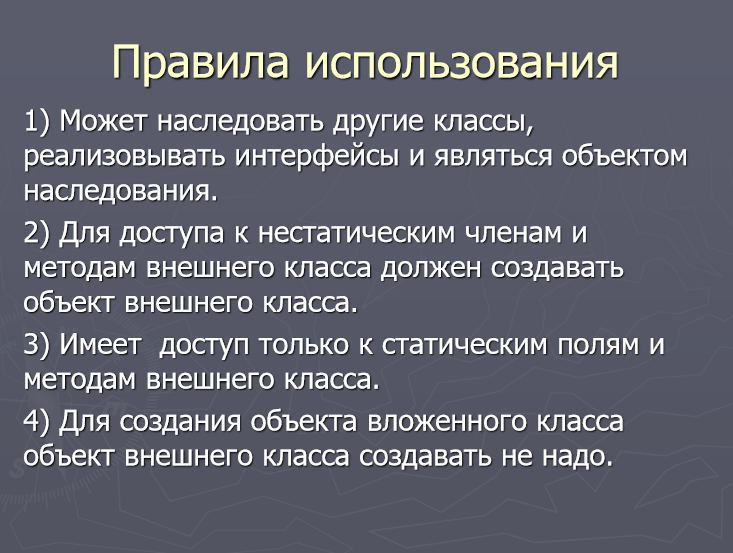 Правила использования
1) Может наследовать другие классы,
реализовывать интерфейсы и являться объектом
наследования.
2) Для доступа к нестатическим членам и
методам внешнего класса должен создавать
объект внешнего класса.
3) Имеет  доступ только к статическим полям и
методам внешнего класса.
4) Для создания объекта вложенного класса
объект внешнего класса создавать не надо.